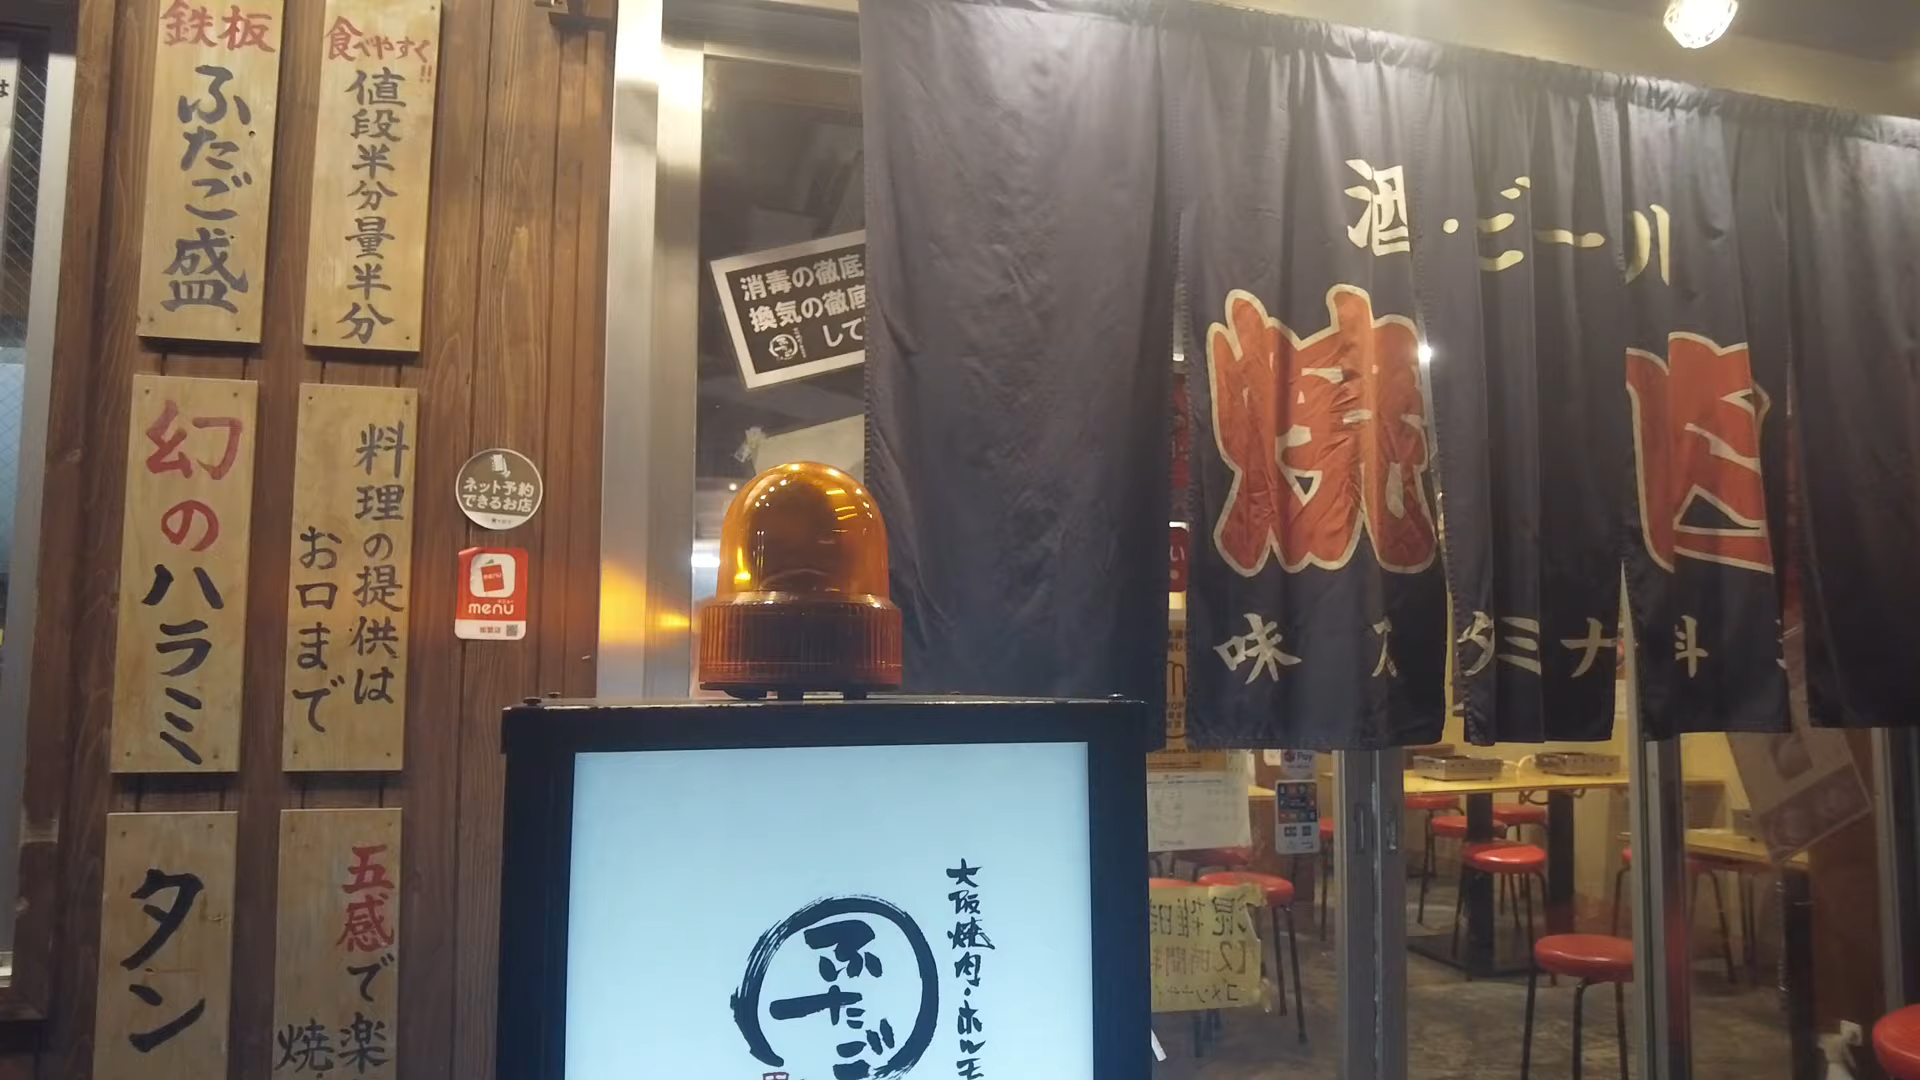 鉄板
ふたご盛
食べやすく!!
値段半分量半分
幻のハラミ
料理の提供は
お口まで
タン
五感で楽
焼
ネット予約
できるお店
menu
消毒の徹底
換気の徹底
して
酒・ビール
焼肉
味 スタミナ料
大阪焼肉・ホルモ
ふたご
Pay